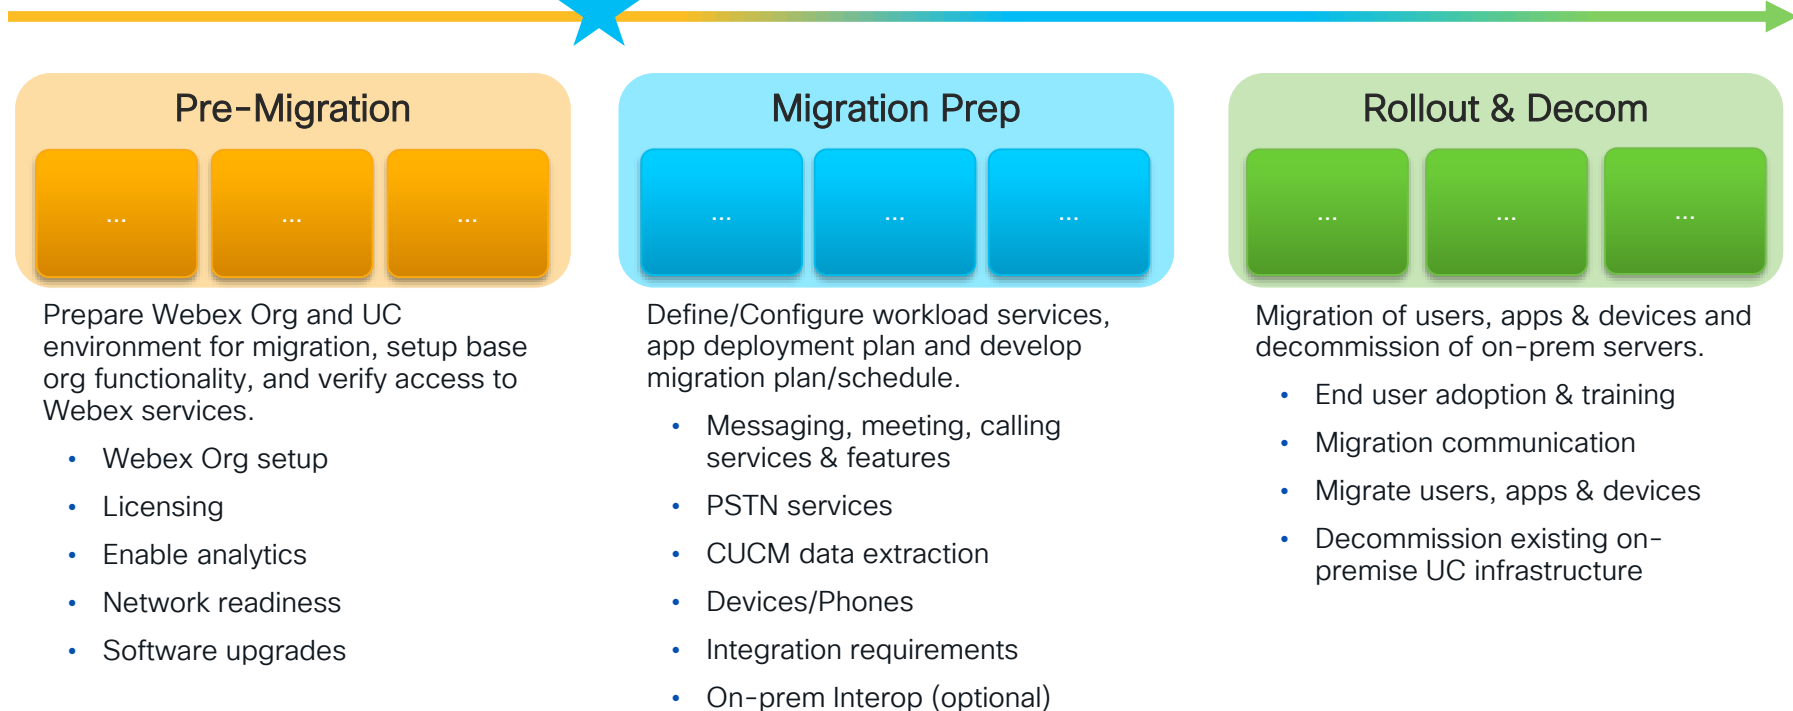 Pre-Migration
...
...
...
Prepare Webex Org and UC
environment for migration, setup base
org functionality, and verify access to
Webex services.
• Webex Org setup
• Licensing
• Enable analytics
• Network readiness
• Software upgrades
Migration Prep
...
...
...
Define/Configure workload services,
app deployment plan and develop
migration plan/schedule.
• Messaging, meeting, calling
services & features
• PSTN services
• CUCM data extraction
• Devices/Phones
• Integration requirements
• On-prem Interop (optional)
Rollout & Decom
...
...
...
Migration of users, apps & devices and
decommission of on-prem servers.
• End user adoption & training
• Migration communication
• Migrate users, apps & devices
• Decommission existing on-
premise UC infrastructure